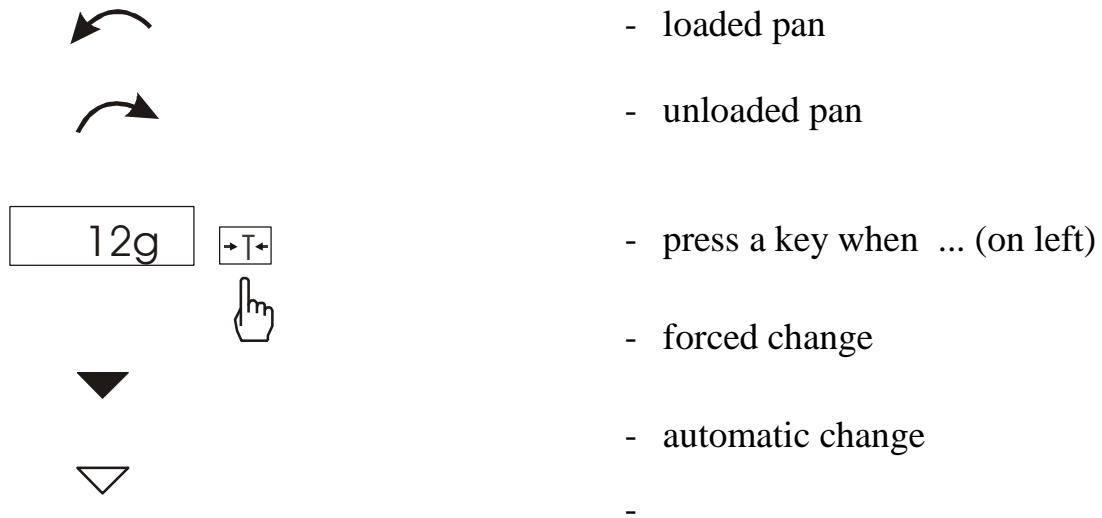 - loaded pan
- unloaded pan
12g →T← - press a key when ... (on left)
- forced change
- automatic change
-